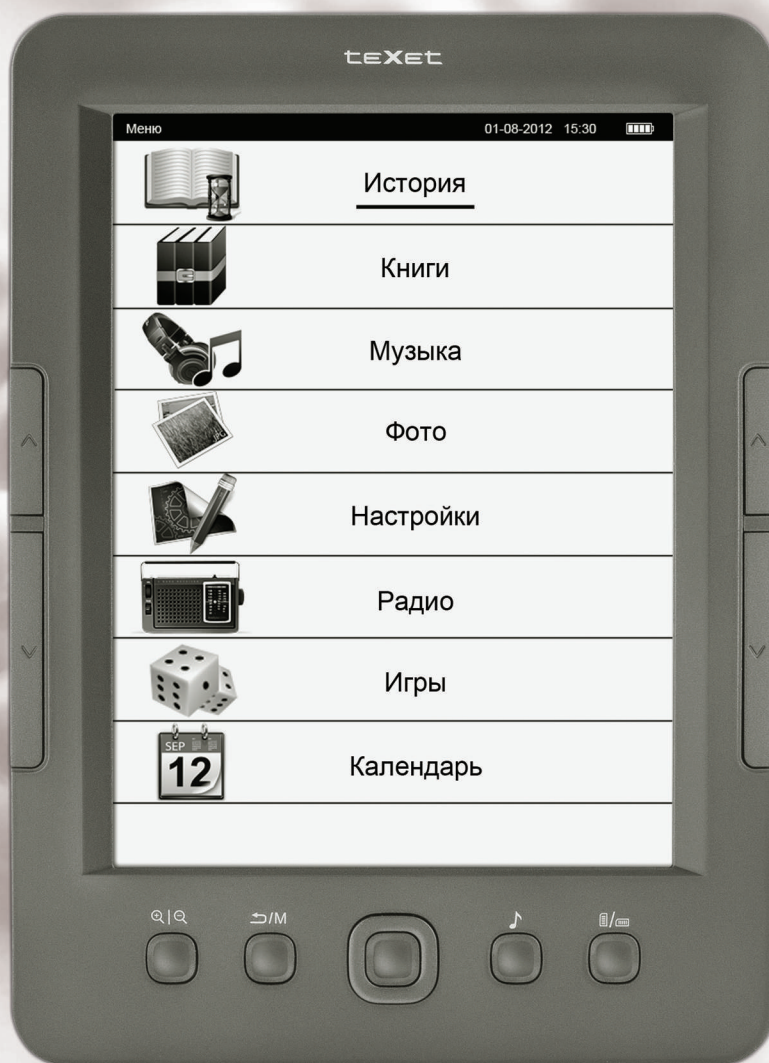 teXet
Меню 01-08-2012 15:30
История
Книги
Музыка
Фото
Настройки
Радио
Игры
SEP
12
Календарь
/M